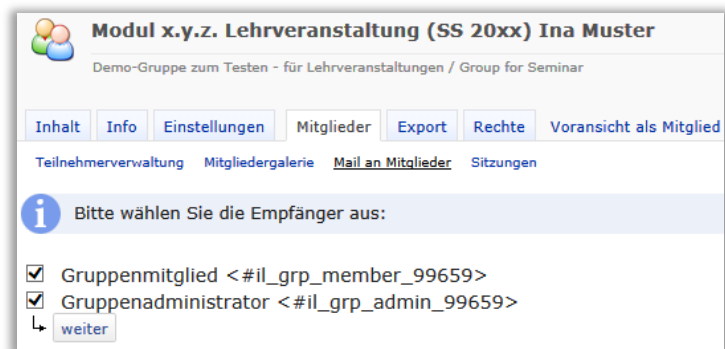 Modul x.y.z. Lehrveranstaltung (SS 20xx) Ina Muster
Demo-Gruppe zum Testen - für Lehrveranstaltungen / Group for Seminar
Inhalt Info Einstellungen Mitglieder Export Rechte Voransicht als Mitglied
Teilnehmerverwaltung Mitgliedergalerie Mail an Mitglieder Sitzungen
Bitte wählen Sie die Empfänger aus:
Gruppenmitglied <#il_grp_member_99659>
Gruppenadministrator <#il_grp_admin_99659>
weiter